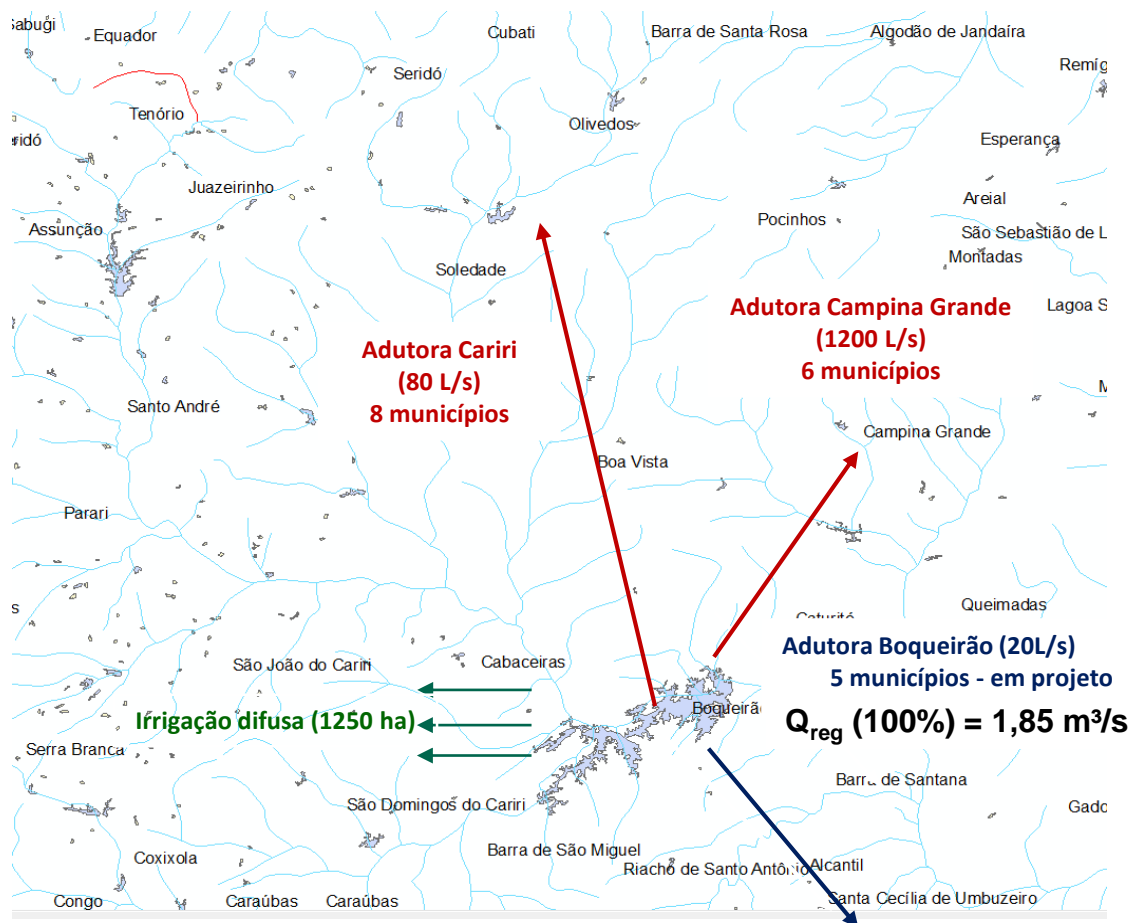 Sabugi
Equador
Cubati
Barra de Santa Rosa
Algodão de Jandaíra
Seridó
Remíg
Tenório
Olivedos
eridó
Esperança
Juazeirinho
Areial
Assunção
Pocinhos
São Sebastião de L
Montadas
Soledade
Adutora Campina Grande
(1200 L/s)
6 municípios
Lagoa S
Adutora Cariri
(80 L/s)
8 municípios
M
Santo André
Campina Grande
Boa Vista
Parari
s
Queimadas
Caturité
Adutora Boqueirão (20L/s)
5 municípios - em projeto
São João do Cariri
Cabaceiras
Boqueirã
Irrigação difusa (1250 ha)
Qreg (100%) = 1,85 m³/s
Serra Branca
Barra de Santana
São Domingos do Cariri
Gado
Barra de São Miguel
Coxixola
Riacho de Santo Antônio
Alcantil
Congo
Caraúbas
Caraúbas
Santa Cecília de Umbuzeiro